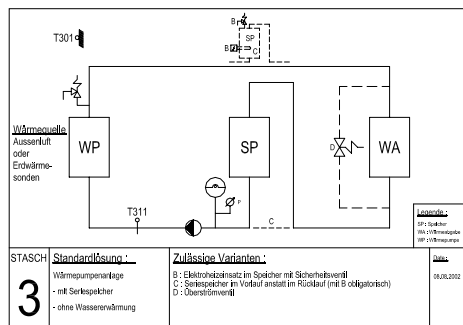 B
T301
SP
B
C
Wärmequelle
Aussenluft
oder
Erdwärme-
sonden
WP
SP
D
WA
T311
P
C
Legende :
SP : Speicher
WA : Wärmeabgabe
WP : Wärmepumpe
STASCH
3
Standardlösung :
Wärmepumpenanlage
- mit Seriespeicher
- ohne Wassererwärmung
Zulässige Varianten :
B : Elektroheizeinsatz im Speicher mit Sicherheitsventil
C : Seriespeicher im Vorlauf anstatt im Rücklauf (mit B obligatorisch)
D : Überströmventil
Date:
08.08.2002